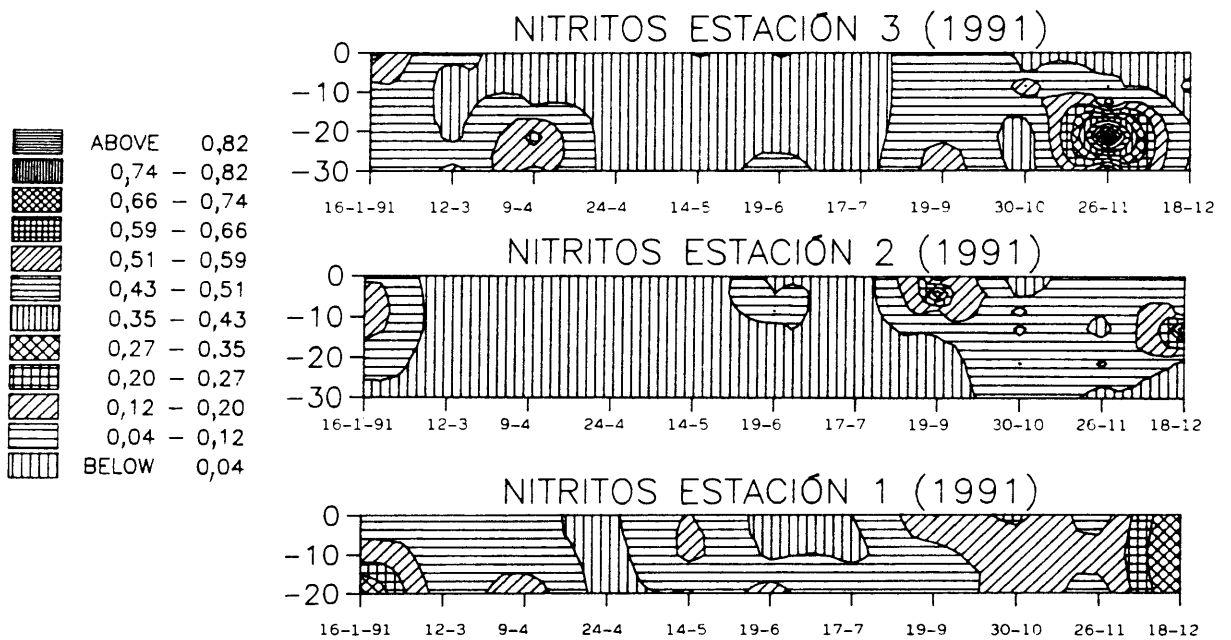 NITRITOS ESTACIÓN 3 (1991)
0
-10
-20
-30
16-1-91 12-3 9-4 24-4 14-5 19-6 17-7 19-9 30-10 26-11 18-12
ABOVE 0,82
0,74 - 0,82
0,66 - 0,74
0,59 - 0,66
0,51 - 0,59
0,43 - 0,51
0,35 - 0,43
0,27 - 0,35
0,20 - 0,27
0,12 - 0,20
0,04 - 0,12
BELOW 0,04
NITRITOS ESTACIÓN 2 (1991)
0
-10
-20
-30
16-1-91 12-3 9-4 24-4 14-5 19-6 17-7 19-9 30-10 26-11 18-12
NITRITOS ESTACIÓN 1 (1991)
0
-10
-20
16-1-91 12-3 9-4 24-4 14-5 19-6 17-7 19-9 30-10 26-11 18-12